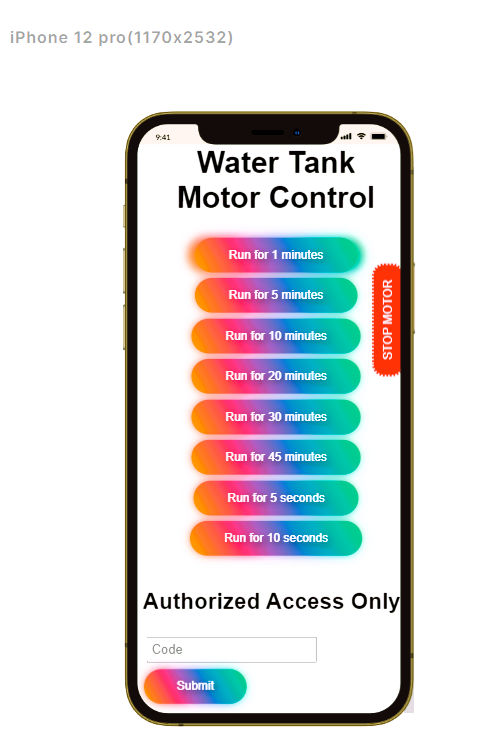 iPhone 12 pro(1170x2532)
9:41
Water Tank
Motor Control
Run for 1 minutes
Run for 5 minutes
Run for 10 minutes
Run for 20 minutes
Run for 30 minutes
Run for 45 minutes
Run for 5 seconds
Run for 10 seconds
STOP MOTOR
Authorized Access Only
Code
Submit